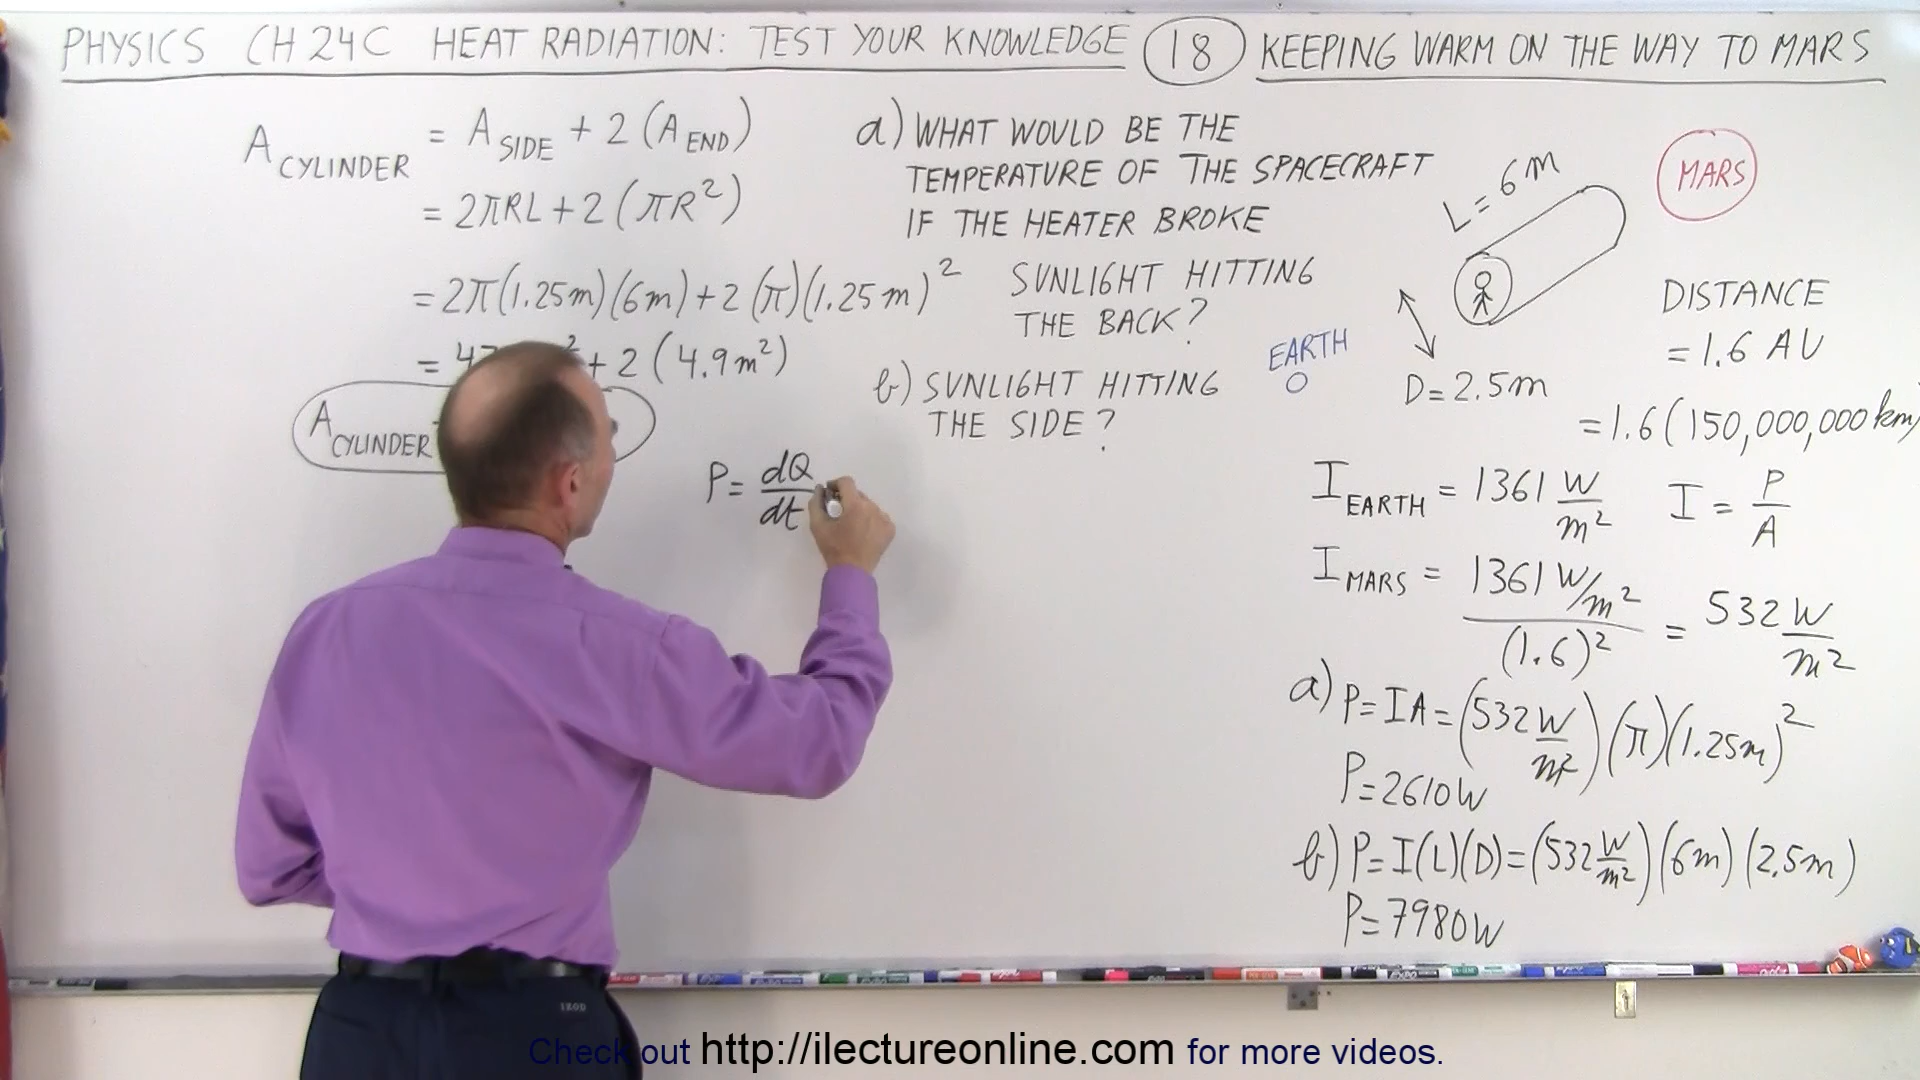 PHYSICS CH 24C HEAT RADIATION: TEST YOUR KNOWLEDGE 18 KEEPING WARM ON THE WAY TO MARS
A CYLINDER = A SIDE + 2 (A END)
= 2πRL + 2 (πR²)
= 2π(1.25m)(6m) + 2 (π)(1.25m)²
= 47 ² + 2 (4.9m²)
A CYLINDER
P = dQ/dt
a) WHAT WOULD BE THE
TEMPERATURE OF THE SPACECRAFT
IF THE HEATER BROKE
SUNLIGHT HITTING
THE BACK?
b) SUNLIGHT HITTING
THE SIDE?
EARTH
L = 6m
D = 2.5m
MARS
DISTANCE
= 1.6 AU
= 1.6 (150,000,000 km)
I EARTH = 1361 W/m² I = P/A
I MARS = 1361 W/m² / (1.6)² = 532 W/m²
a) P = IA = (532 W/m²)(π)(1.25m)²
P = 2610W
b) P = I(L)(D) = (532 W/m²)(6m)(2.5m)
P = 7980W
IZOD
Check out http://ilectureonline.com for more videos.